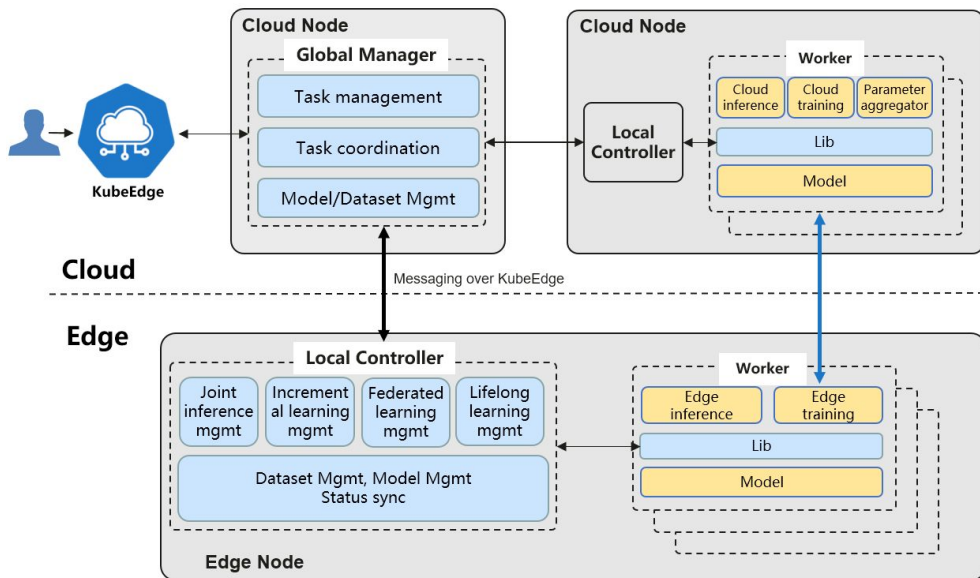 Cloud Node
Global Manager
Task management
Task coordination
Model/Dataset Mgmt
KubeEdge
Cloud Node
Worker
Cloud
inference
Cloud
training
Parameter
aggregator
Local
Controller
Lib
Model
Cloud
Messaging over KubeEdge
Edge
Local Controller
Joint
inference
mgmt
Increment
al learning
mgmt
Federated
learning
mgmt
Lifelong
learning
mgmt
Dataset Mgmt, Model Mgmt
Status sync
Worker
Edge
inference
Edge
training
Lib
Model
Edge Node